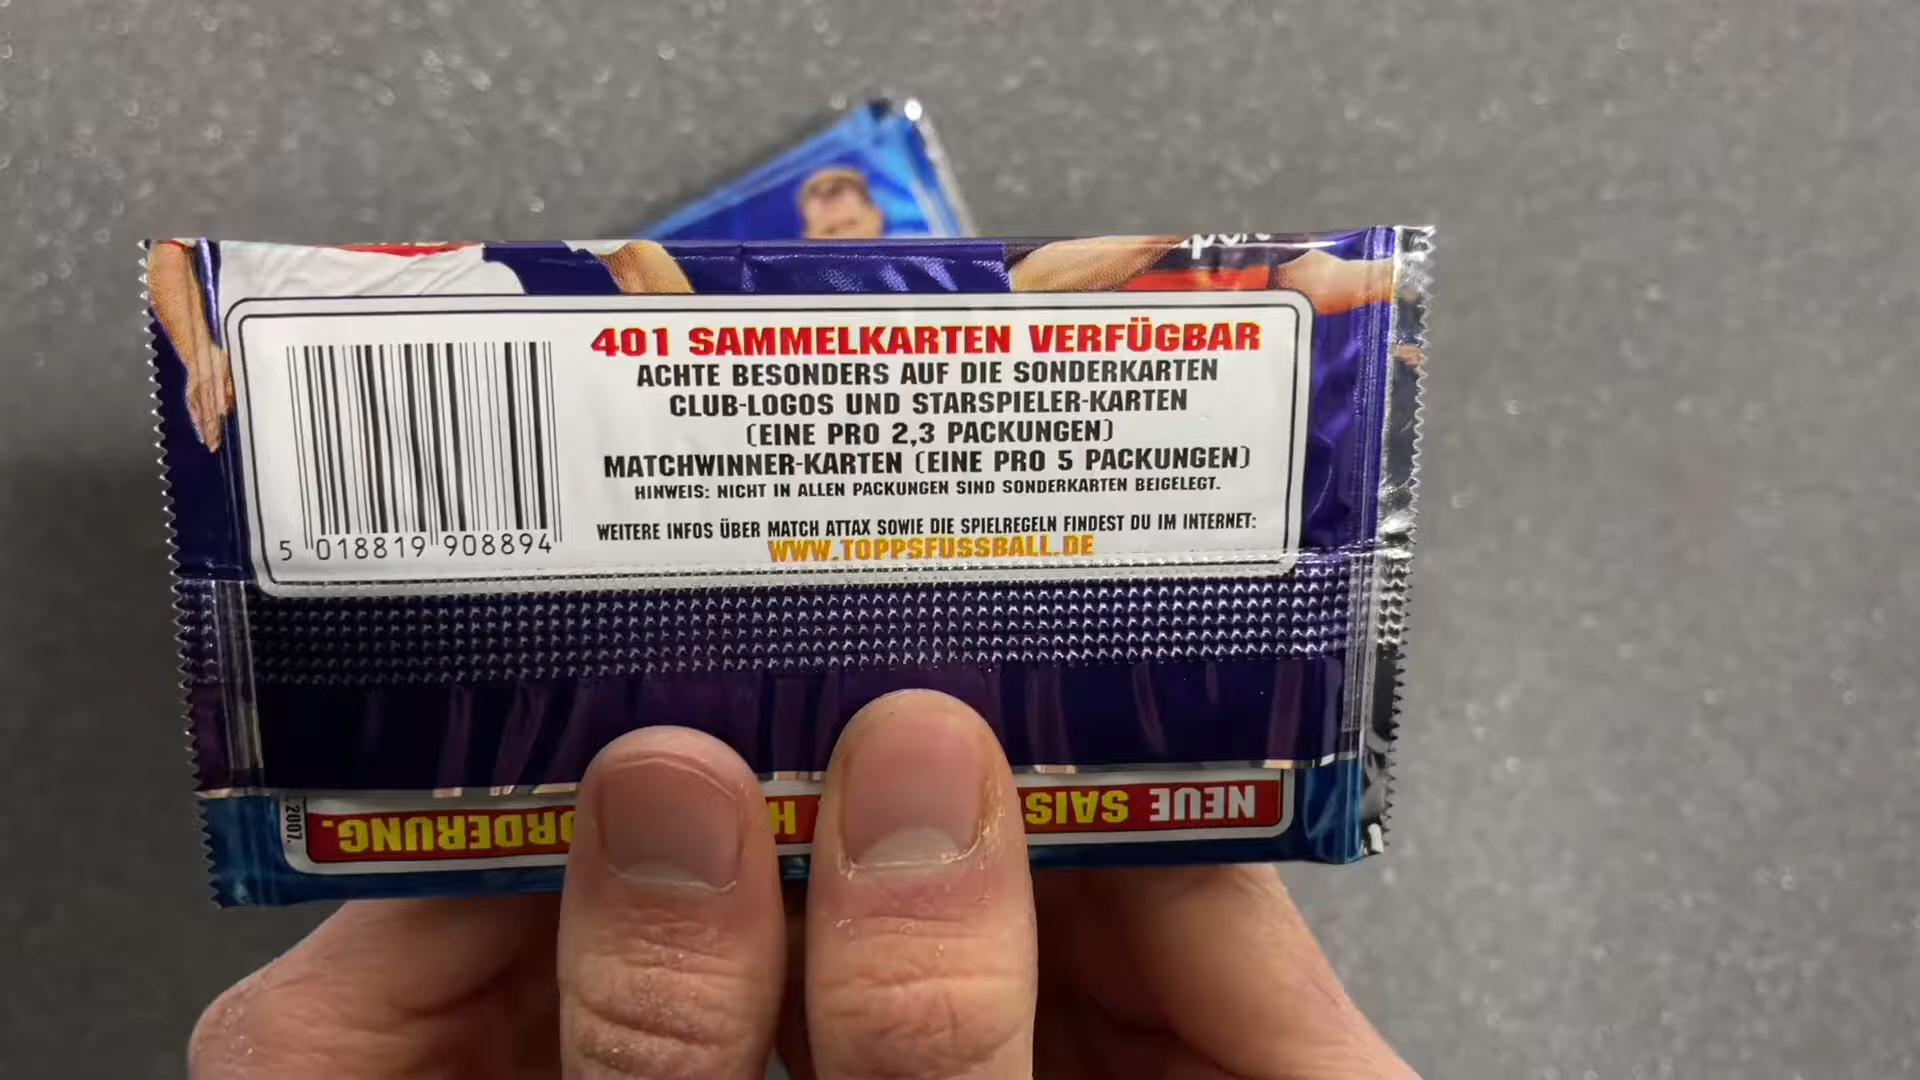 401 SAMMELKARTEN VERFÜGBAR
ACHTE BESONDERS AUF DIE SONDERKARTEN
CLUB-LOGOS UND STARSPIELER-KARTEN
(EINE PRO 2,3 PACKUNGEN)
MATCHWINNER-KARTEN (EINE PRO 5 PACKUNGEN)
HINWEIS: NICHT IN ALLEN PACKUNGEN SIND SONDERKARTEN BEIGELEGT.
WEITERE INFOS ÜBER MATCH ATTAX SOWIE DIE SPIELREGELN FINDEST DU IM INTERNET:
WWW.TOPPSFUSSBALL.DE
5 018819 908894
NEUE SAIS H ORDERUNG.
2007.